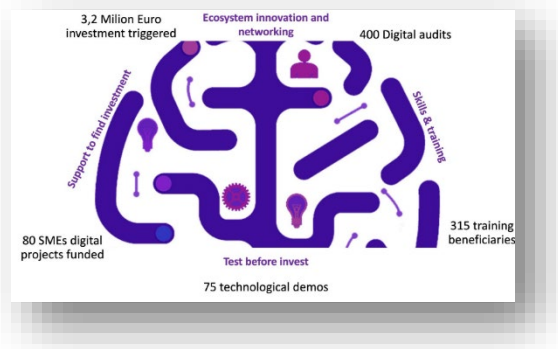 3,2 Milion Euro
investment triggered
Ecosystem innovation and
networking
400 Digital audits
Support to find investment
Skills & training
80 SMEs digital
projects funded
315 training
beneficiaries
Test before invest
75 technological demos